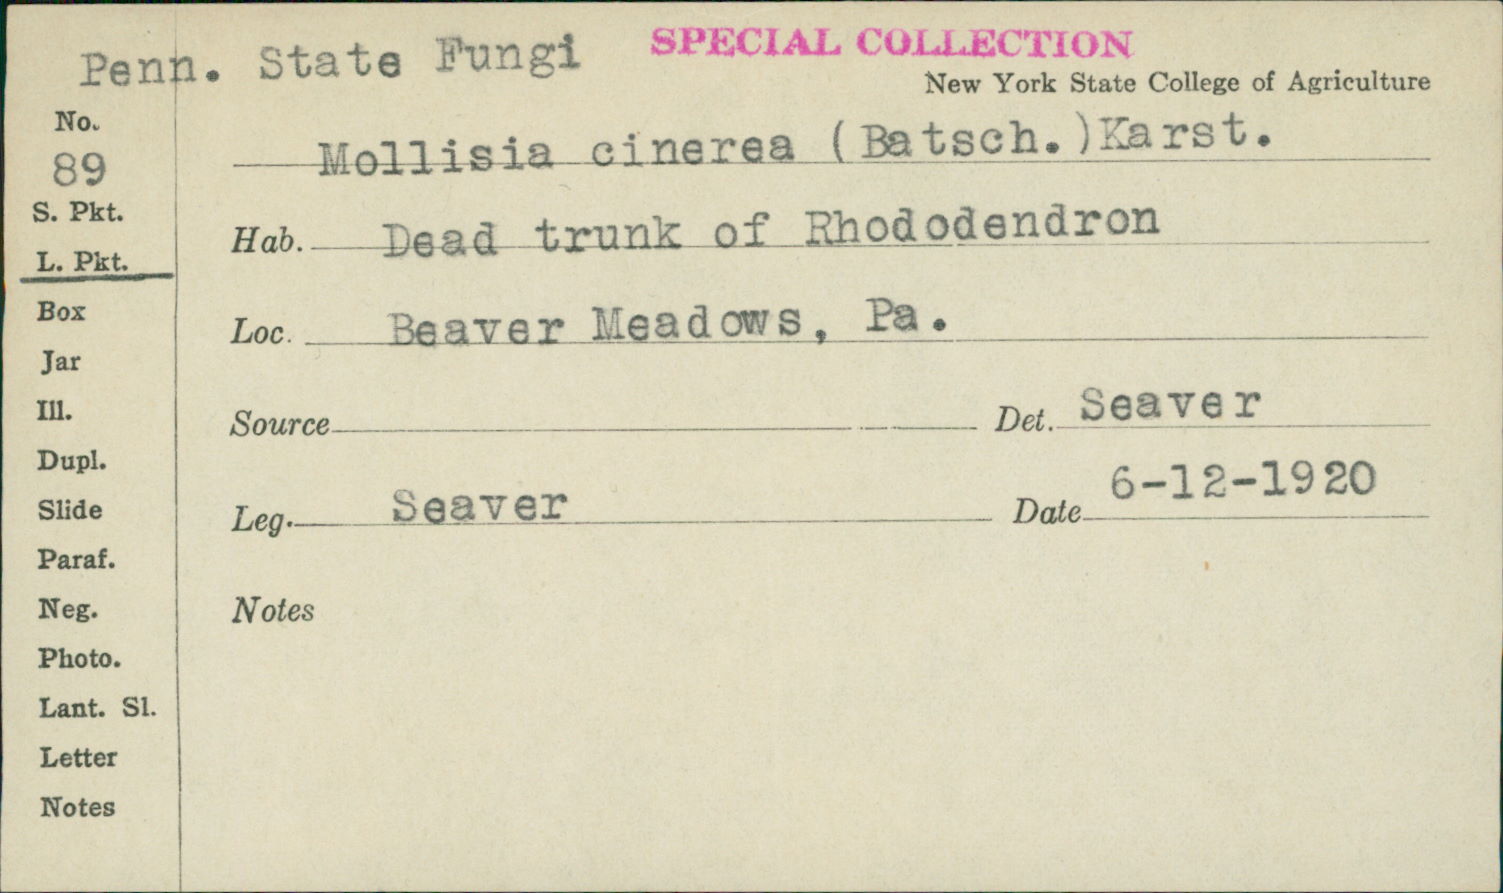 Penn. State Fungi
SPECIAL COLLECTION
New York State College of Agriculture
No.
89
S. Pkt.
L. Pkt.
Box
Jar
Ill.
Dupl.
Slide
Paraf.
Neg.
Photo.
Lant. Sl.
Letter
Notes
Mollisia cinerea (Batsch.)Karst.
Hab. Dead trunk of Rhododendron
Loc. Beaver Meadows, Pa.
Source Det. Seaver
Leg. Seaver Date 6-12-1920
Notes